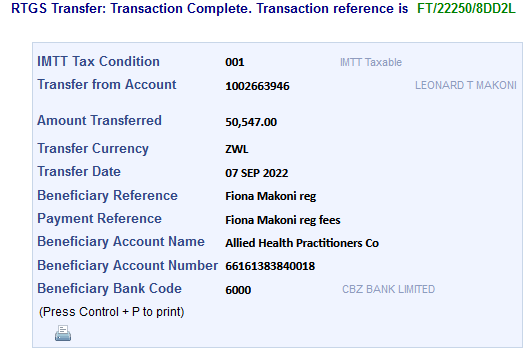 RTGS Transfer: Transaction Complete. Transaction reference is FT/22250/8DD2L
IMTT Tax Condition 001 IMTT Taxable
Transfer from Account 1002663946 LEONARD T MAKONI
Amount Transferred 50,547.00
Transfer Currency ZWL
Transfer Date 07 SEP 2022
Beneficiary Reference Fiona Makoni reg
Payment Reference Fiona Makoni reg fees
Beneficiary Account Name Allied Health Practitioners Co
Beneficiary Account Number 66161383840018
Beneficiary Bank Code 6000 CBZ BANK LIMITED
(Press Control + P to print)